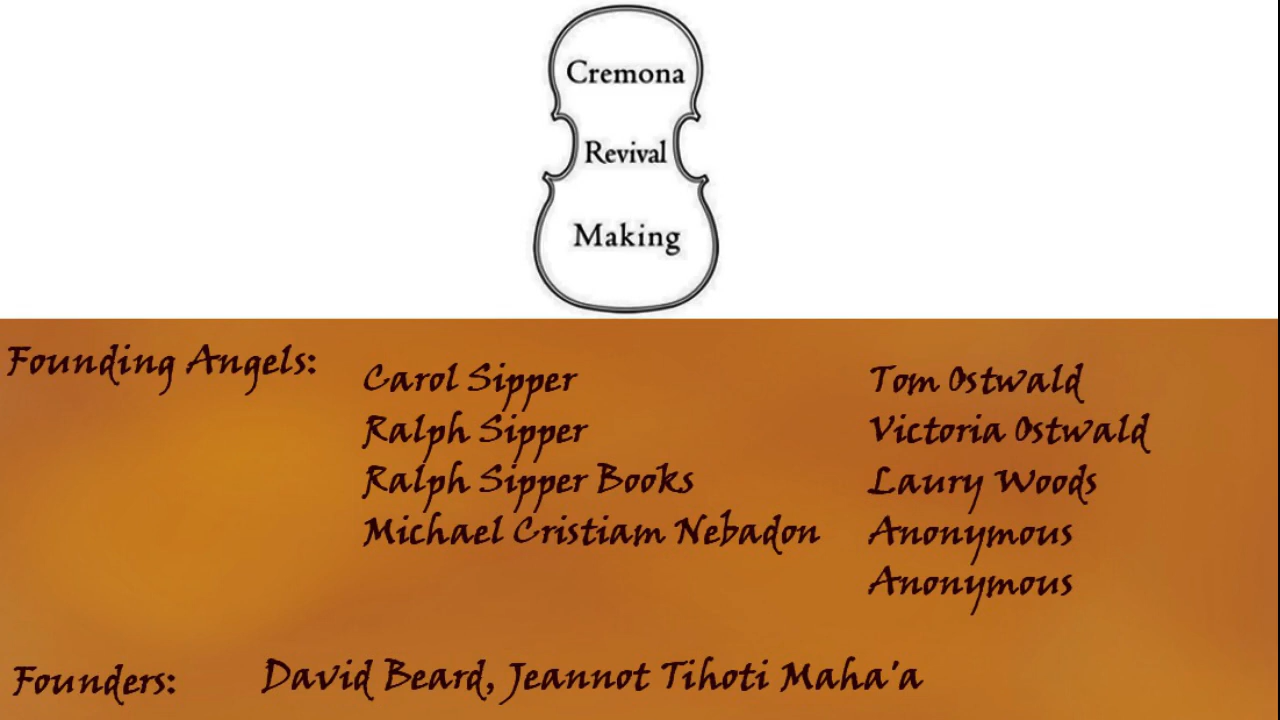 Cremona
Revival
Making
Founding Angels:
Carol Sipper
Ralph Sipper
Ralph Sipper Books
Michael Cristiam Nebadon
Tom Ostwald
Victoria Ostwald
Laury Woods
Anonymous
Anonymous
Founders: David Beard, Jeannot Tihoti Maha'a